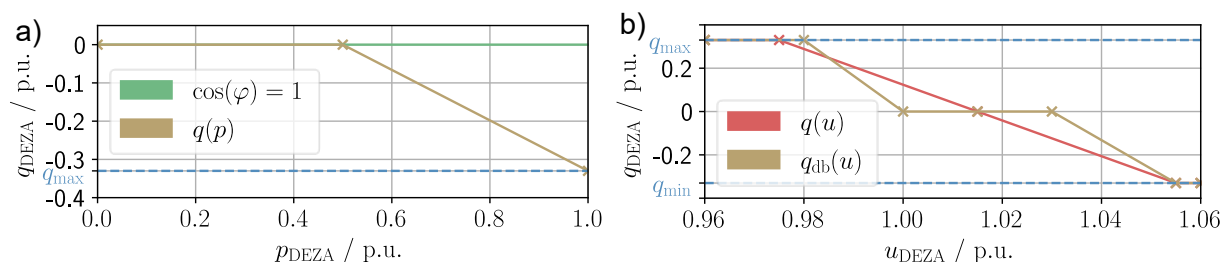 a)
0
-0.1
-0.2
-0.3
q_max
-0.4
q_DEZA / p.u.
cos(φ) = 1
q(p)
0.0 0.2 0.4 0.6 0.8 1.0
p_DEZA / p.u.
b)
q_max
0.2
0
-0.2
q_min
q_DEZA / p.u.
q(u)
q_db(u)
0.96 0.98 1.00 1.02 1.04 1.06
u_DEZA / p.u.